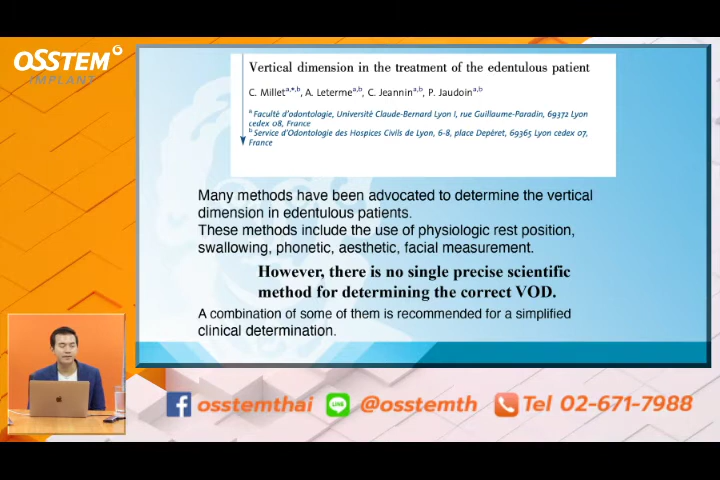 OSSTEM
IMPLANT
Vertical dimension in the treatment of the edentulous patient
C. Millet a,*,b, A. Leterme a,b, C. Jeannin a,b, P. Jaudoin a,b
a Faculté d'odontologie, Université Claude-Bernard Lyon I, rue Guillaume-Paradin, 69372 Lyon
cedex 08, France
b Service d'Odontologie des Hospices Civils de Lyon, 6-8, place Depéret, 69365 Lyon cedex 07,
France
Many methods have been advocated to determine the vertical
dimension in edentulous patients.
These methods include the use of physiologic rest position,
swallowing, phonetic, aesthetic, facial measurement.
However, there is no single precise scientific
method for determining the correct VOD.
A combination of some of them is recommended for a simplified
clinical determination.
osstemthai LINE @osstemth Tel 02-671-7988